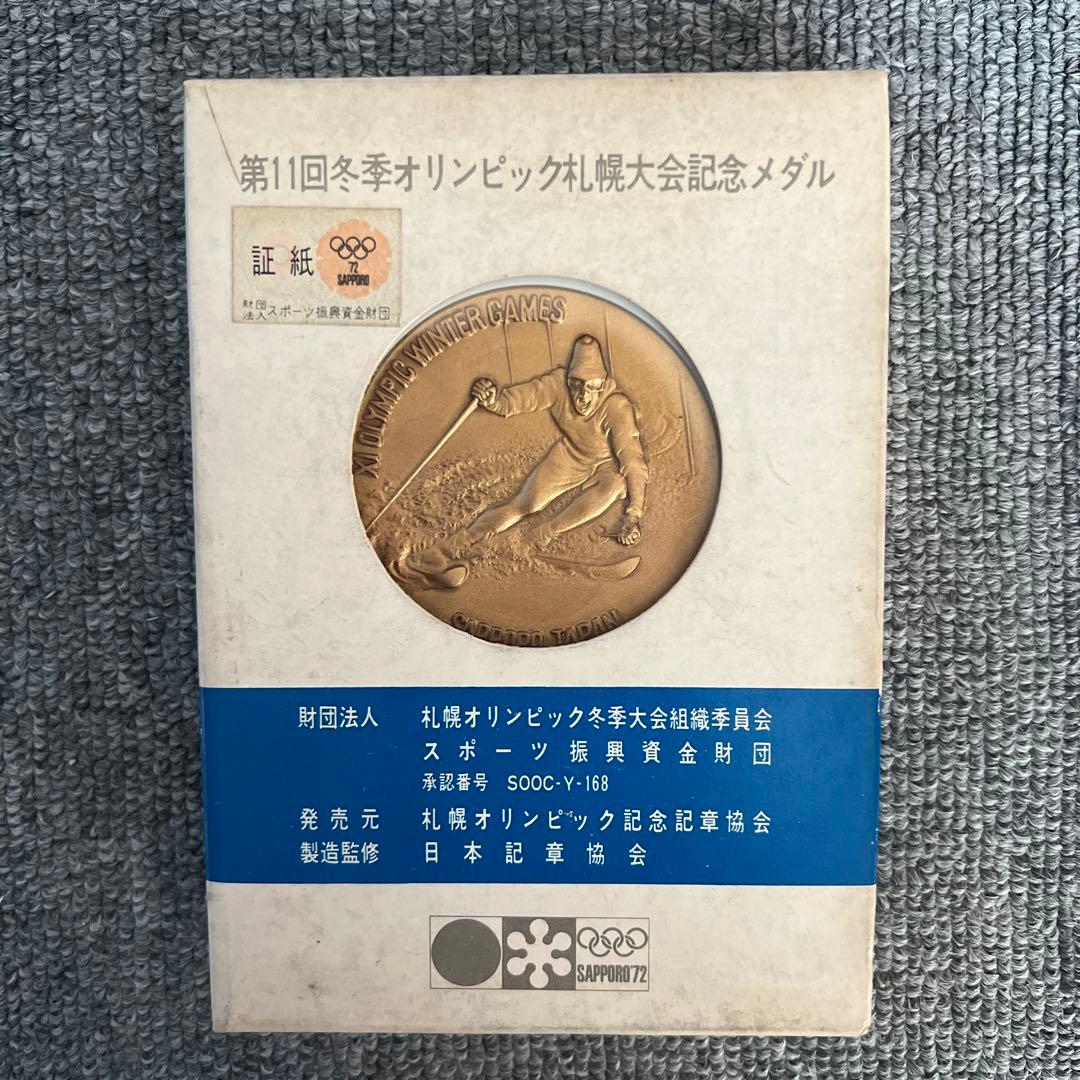 第11回冬季オリンピック札幌大会記念メダル
証紙
'72
SAPPORO
財団法人スポーツ振興資金財団
XI OLYMPIC WINTER GAMES
SAPPORO JAPAN
財団法人 札幌オリンピック冬季大会組織委員会
スポーツ振興資金財団
承認番号 SOOC-Y-168
発売元 札幌オリンピック記念記章協会
製造監修 日本記章協会
SAPPORO'72